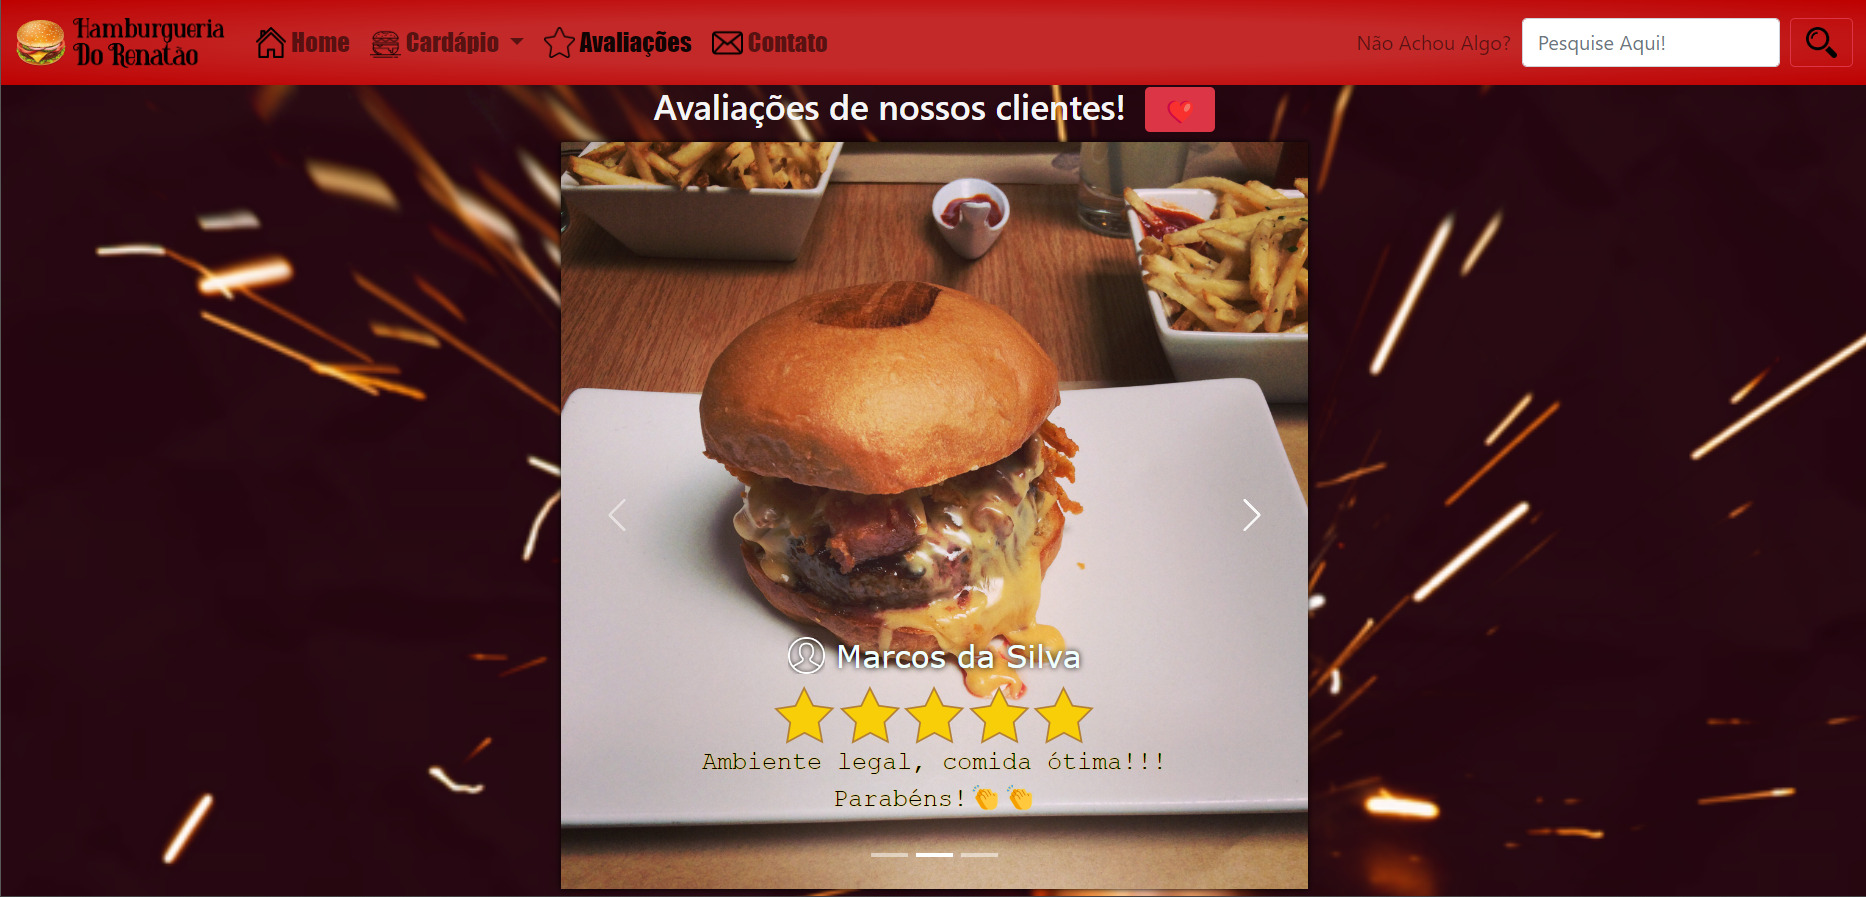 Hamburgueria
Do Renatão
Home
Cardápio
Avaliações
Contato
Não Achou Algo?
Pesquise Aqui!
Avaliações de nossos clientes!
Marcos da Silva
Ambiente legal, comida ótima!!!
Parabéns!👏👏